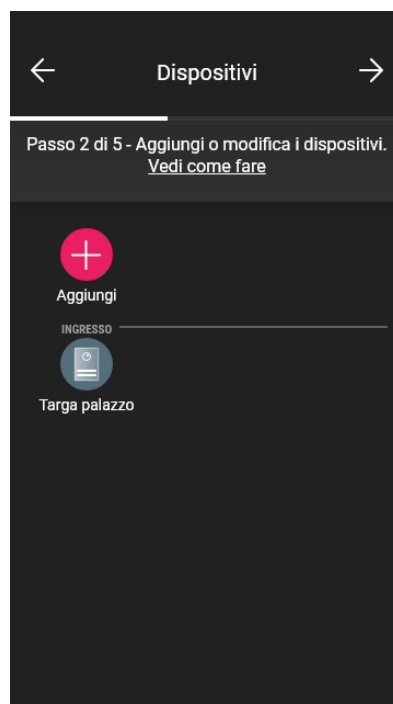 Dispositivi
Passo 2 di 5 - Aggiungi o modifica i dispositivi.
Vedi come fare
Aggiungi
INGRESSO
Targa palazzo